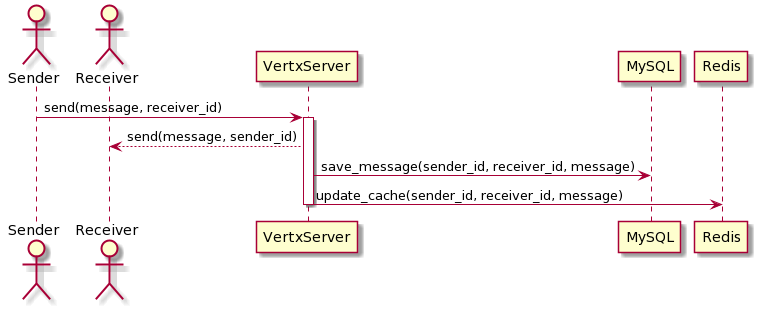 Sender
Receiver
VertxServer
MySQL
Redis
send(message, receiver_id)
send(message, sender_id)
save_message(sender_id, receiver_id, message)
update_cache(sender_id, receiver_id, message)
Sender
Receiver
VertxServer
MySQL
Redis